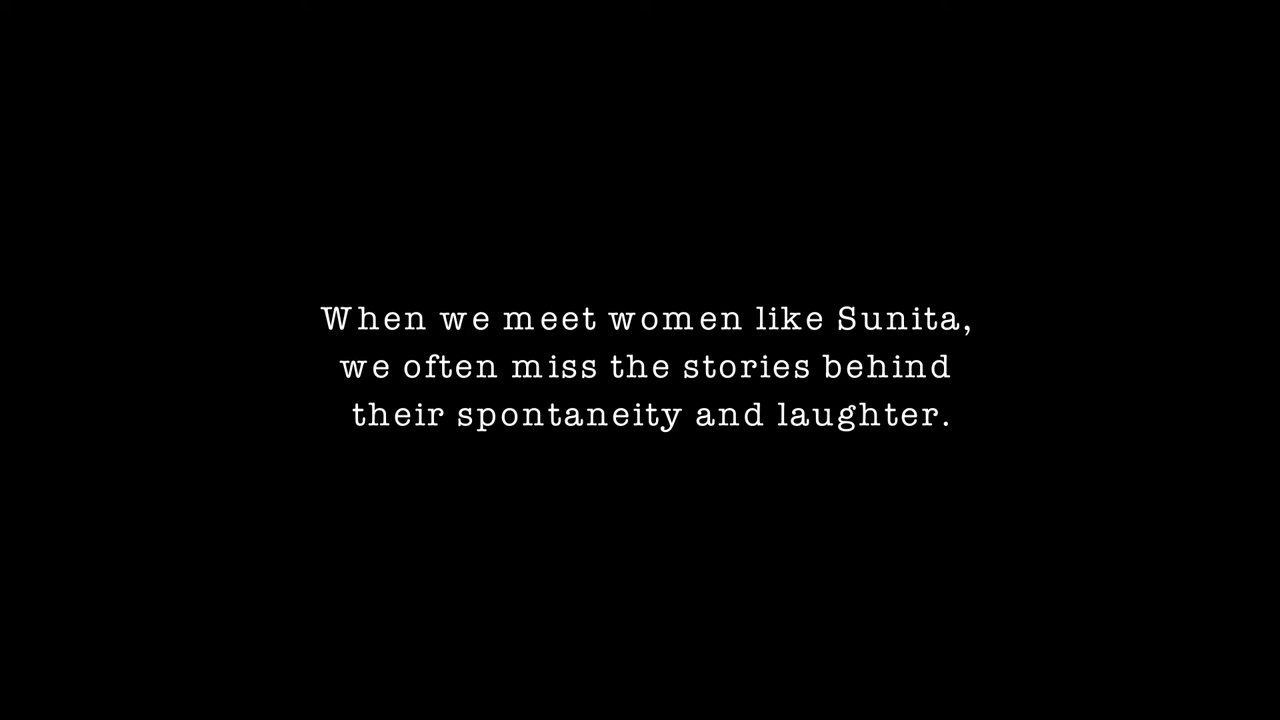 When we meet women like Sunita,
we often miss the stories behind
their spontaneity and laughter.